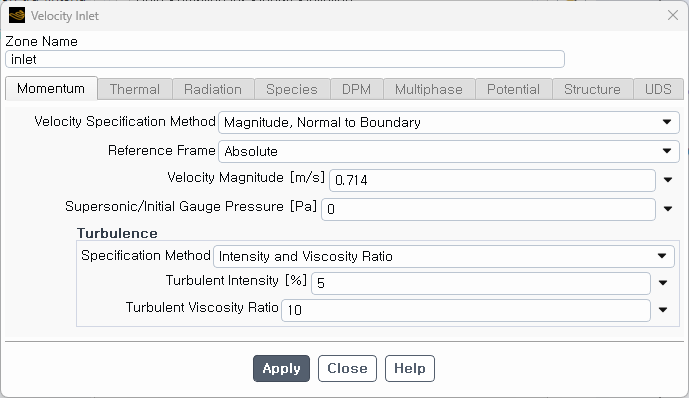 Velocity Inlet
Zone Name
inlet
Momentum Thermal Radiation Species DPM Multiphase Potential Structure UDS
Velocity Specification Method Magnitude, Normal to Boundary
Reference Frame Absolute
Velocity Magnitude [m/s] 0.714
Supersonic/Initial Gauge Pressure [Pa] 0
Turbulence
Specification Method Intensity and Viscosity Ratio
Turbulent Intensity [%] 5
Turbulent Viscosity Ratio 10
Apply Close Help